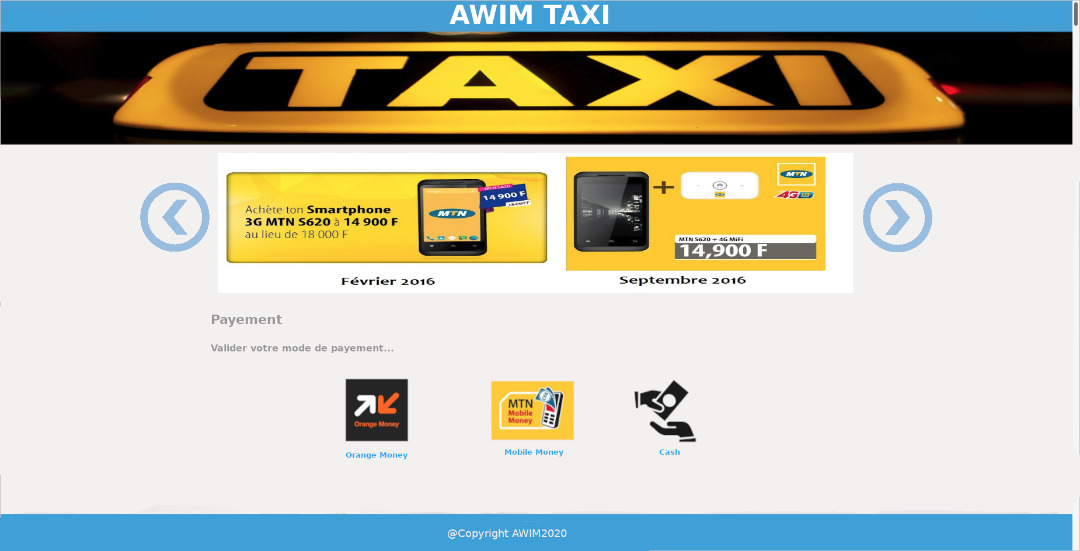 AWIM TAXI
TAXI
Achète ton Smartphone
3G MTN S620 à 14 900 F
au lieu de 18 000 F
MTN
14 900 F
Février 2016
MTN
4G
MTN S620 + 4G MiFi
14,900 F
Septembre 2016
Payement
Valider votre mode de payement...
Orange Money
MTN
Mobile
Money
Orange Money
Mobile Money
Cash
@Copyright AWIM2020